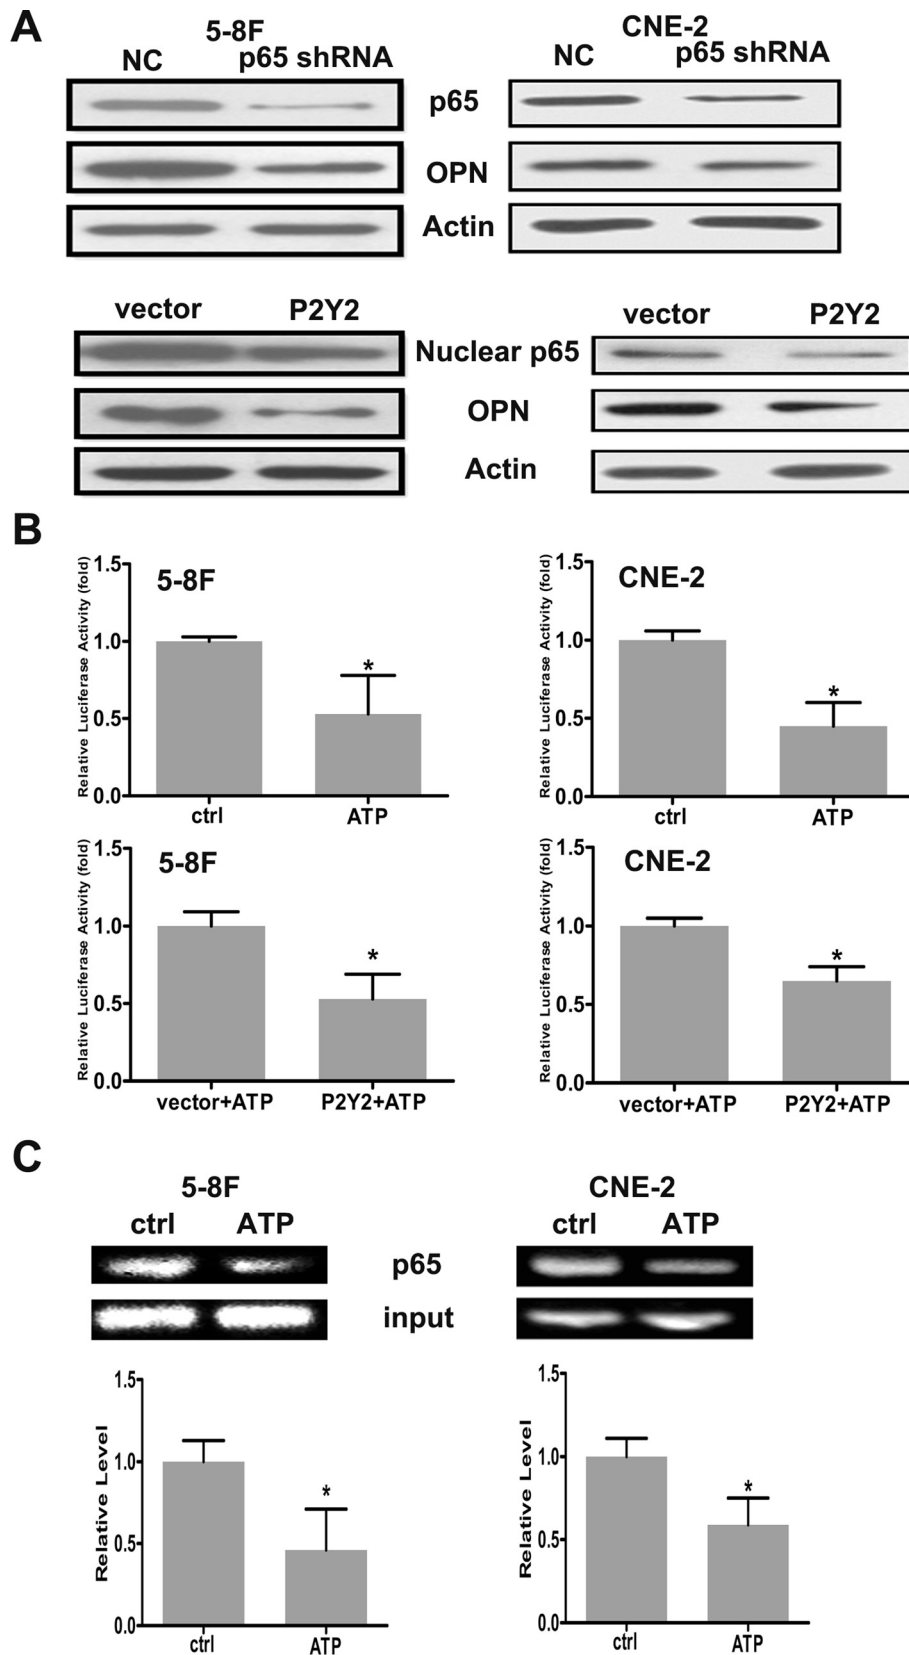 A
5-8F
NC p65 shRNA
CNE-2
NC p65 shRNA
p65
OPN
Actin
vector P2Y2
vector P2Y2
Nuclear p65
OPN
Actin
B
Relative Luciferase Activity (fold)
1.5
1.0
0.5
0.0
5-8F
*
ctrl ATP
Relative Luciferase Activity (fold)
1.5
1.0
0.5
0.0
CNE-2
*
ctrl ATP
Relative Luciferase Activity (fold)
1.5
1.0
0.5
0.0
5-8F
*
vector+ATP P2Y2+ATP
Relative Luciferase Activity (fold)
1.5
1.0
0.5
0.0
CNE-2
*
vector+ATP P2Y2+ATP
C
5-8F
ctrl ATP
CNE-2
ctrl ATP
p65
input
Relative Level
1.5
1.0
0.5
0.0
*
ctrl ATP
Relative Level
1.5
1.0
0.5
0.0
*
ctrl ATP